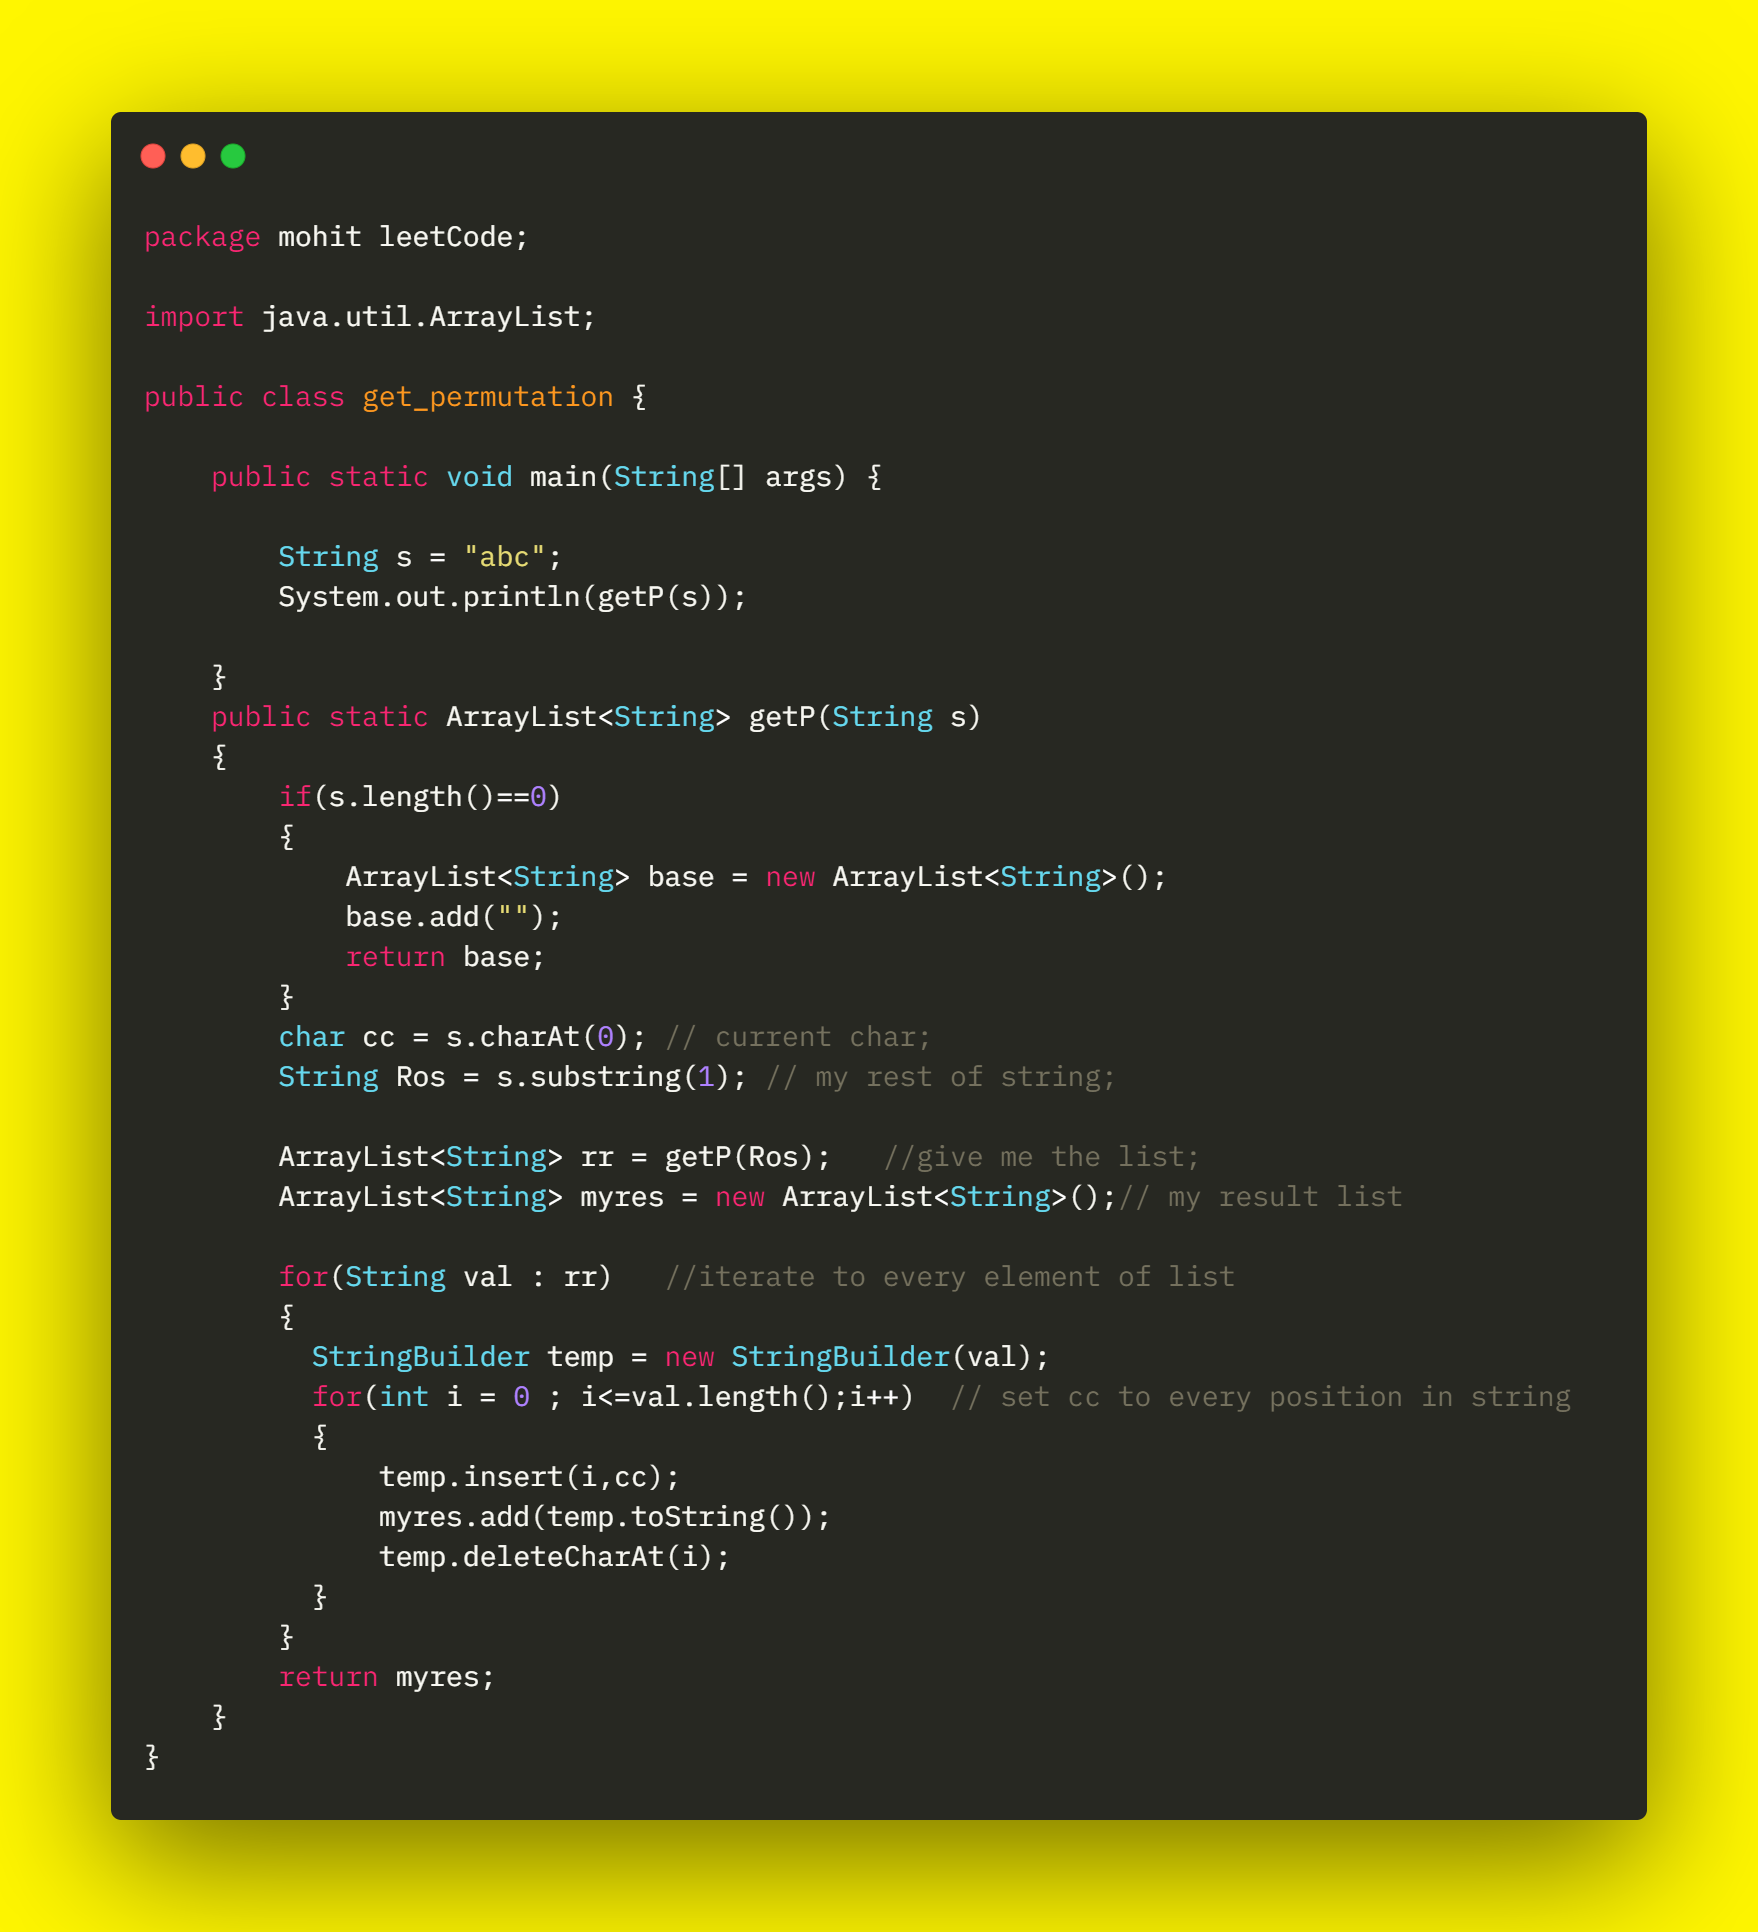 package mohit leetCode;
import java.util.ArrayList;
public class get_permutation {
    public static void main(String[] args) {
        String s = "abc";
        System.out.println(getP(s));
    }
    public static ArrayList<String> getP(String s)
    {
        if(s.length()==0)
        {
            ArrayList<String> base = new ArrayList<String>();
            base.add("");
            return base;
        }
        char cc = s.charAt(0); // current char;
        String Ros = s.substring(1); // my rest of string;
        ArrayList<String> rr = getP(Ros);   //give me the list;
        ArrayList<String> myres = new ArrayList<String>();// my result list
        for(String val : rr)   //iterate to every element of list
        {
          StringBuilder temp = new StringBuilder(val);
          for(int i = 0 ; i<=val.length();i++)  // set cc to every position in string
          {
              temp.insert(i,cc);
              myres.add(temp.toString());
              temp.deleteCharAt(i);
          }
        }
        return myres;
    }
}